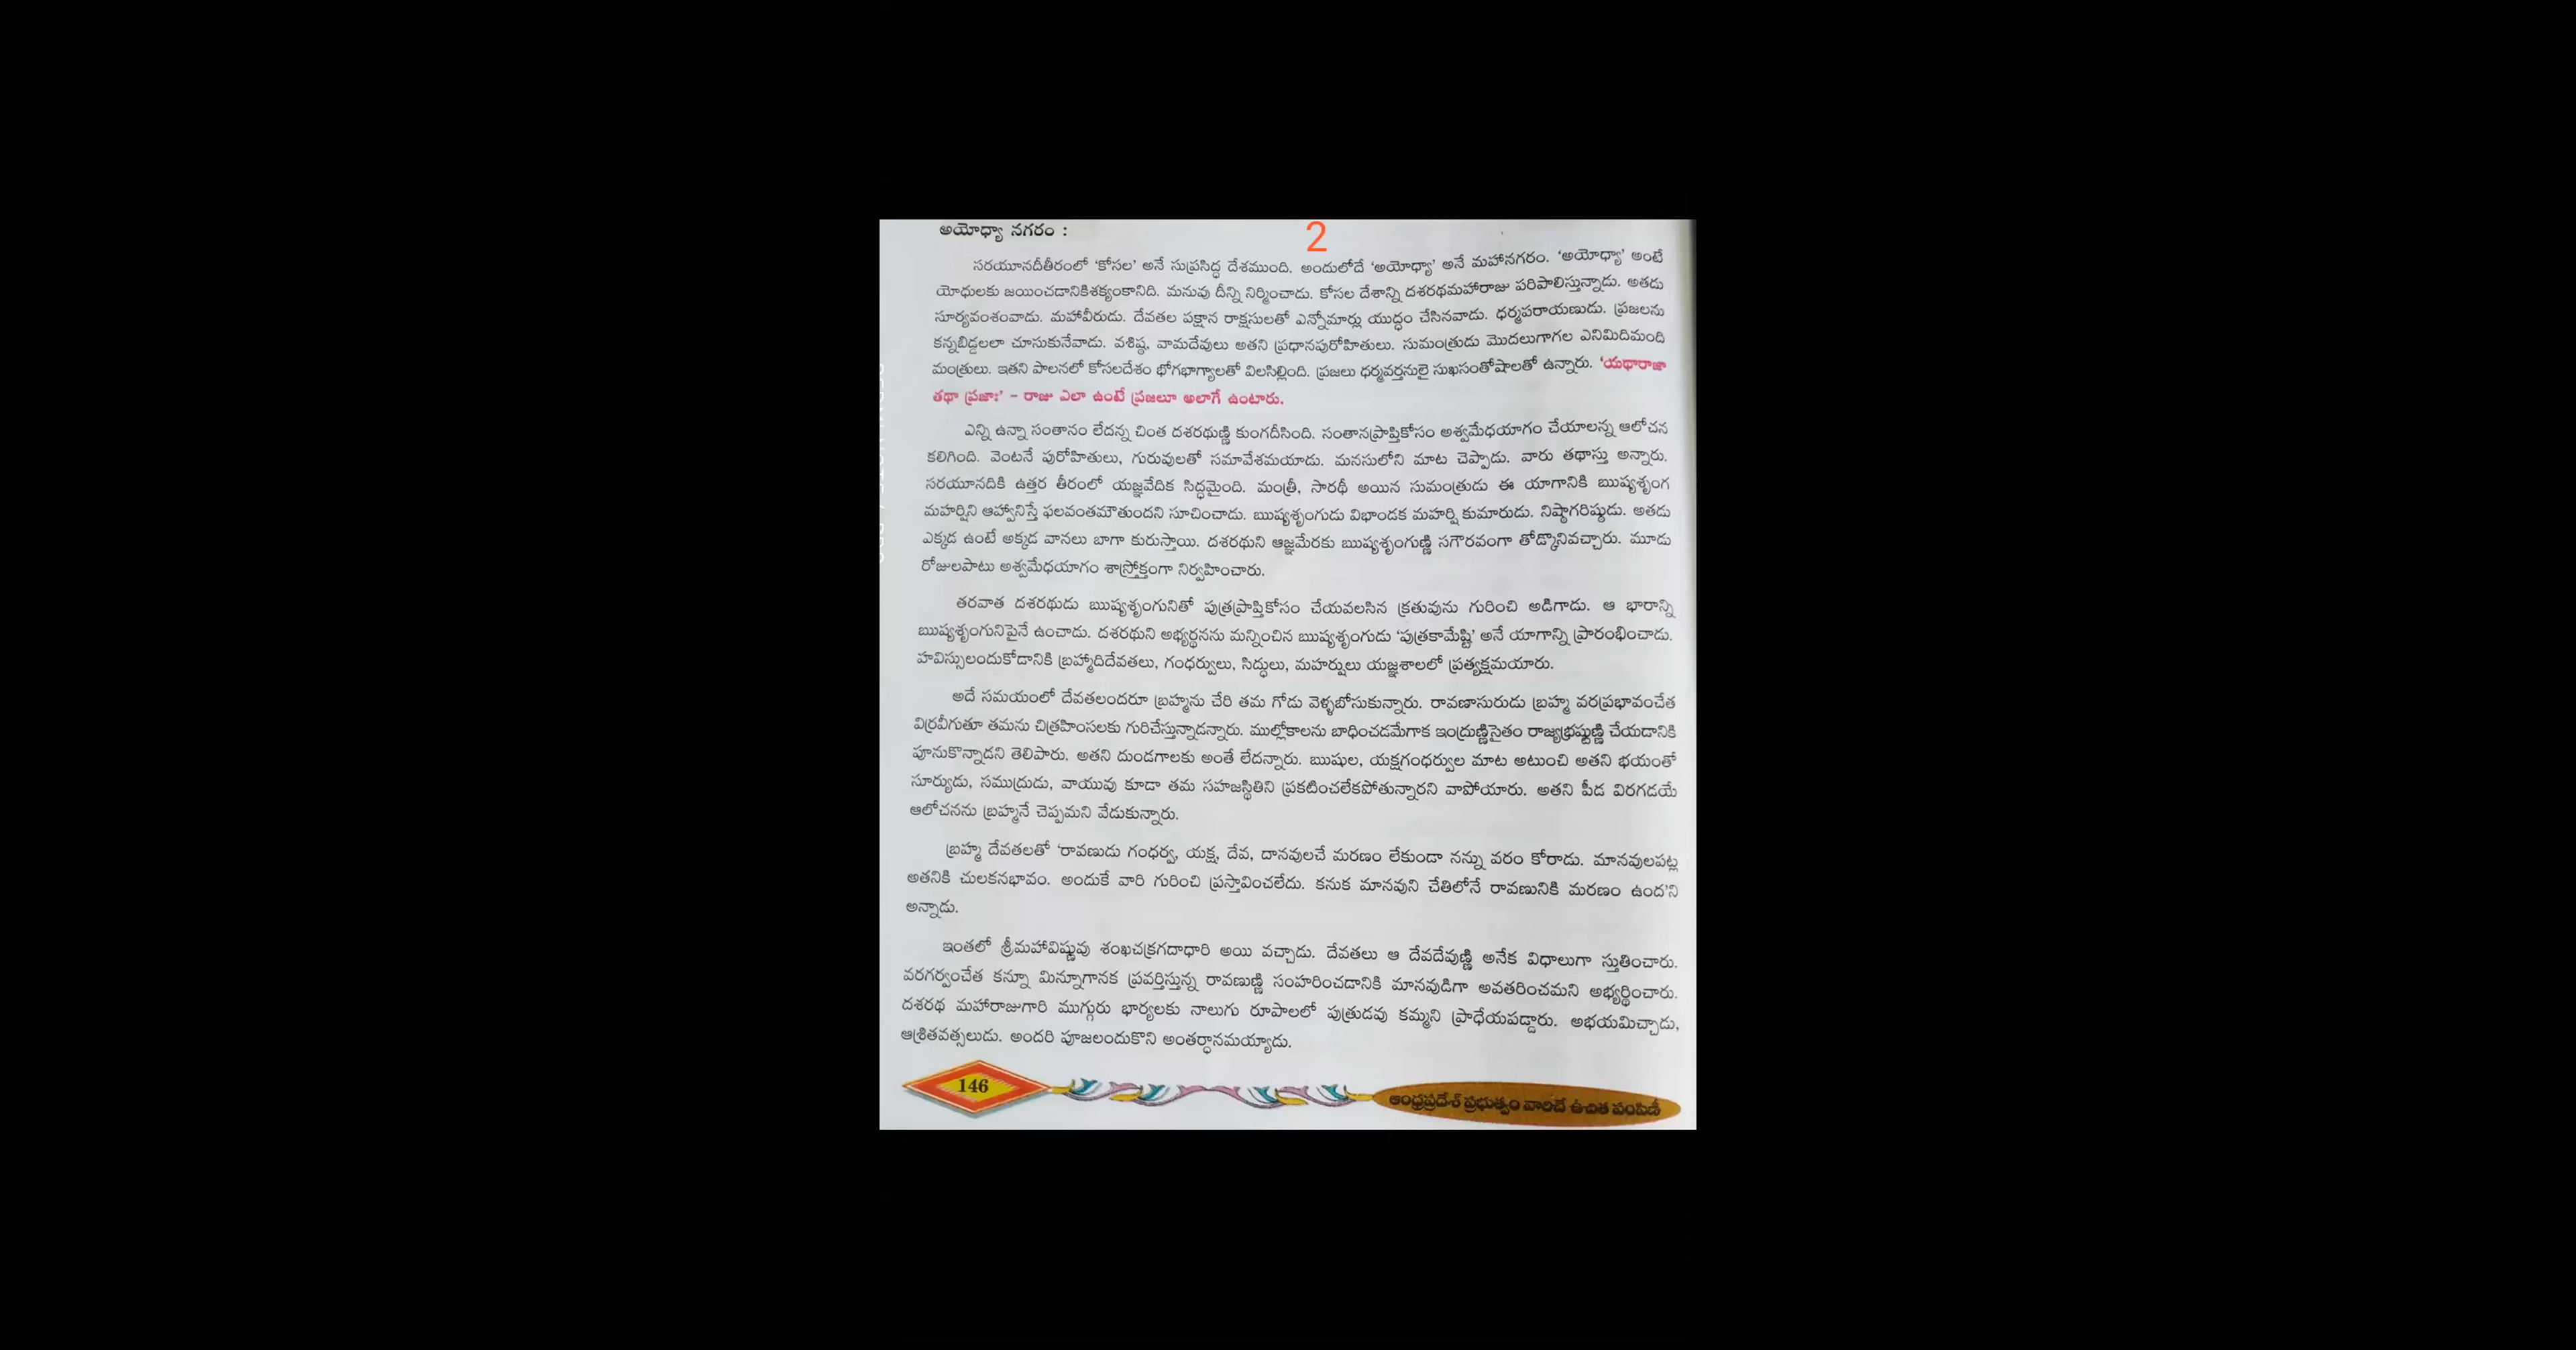 2
అయోధ్యా నగరం :
సరయూనదీతీరంలో ‘కోసల’ అనే సుప్రసిద్ధ దేశముంది. అందులోదే ‘అయోధ్యా’ అనే మహానగరం. ‘అయోధ్యా’ అంటే
యోధులకు జయించడానికిశక్యంకానిది. మనువు దీన్ని నిర్మించాడు. కోసల దేశాన్ని దశరథమహారాజు పరిపాలిస్తున్నాడు. అతడు
సూర్యవంశంవాడు. మహావీరుడు. దేవతల పక్షాన రాక్షసులతో ఎన్నోమార్లు యుద్ధం చేసినవాడు. ధర్మపరాయణుడు. ప్రజలను
కన్నబిడ్డలలా చూసుకునేవాడు. వశిష్ఠ, వామదేవులు అతని ప్రధానపురోహితులు. సుమంత్రుడు మొదలుగాగల ఎనిమిదిమంది
మంత్రులు. ఇతని పాలనలో కోసలదేశం భోగభాగ్యాలతో విలసిల్లింది. ప్రజలు ధర్మవర్తనులై సుఖసంతోషాలతో ఉన్నారు. ‘యథారాజా
తథా ప్రజాః’ – రాజు ఎలా ఉంటే ప్రజలూ అలాగే ఉంటారు.
ఎన్ని ఉన్నా సంతానం లేదన్న చింత దశరథుణ్ణి కుంగదీసింది. సంతానప్రాప్తికోసం అశ్వమేధయాగం చేయాలన్న ఆలోచన
కలిగింది. వెంటనే పురోహితులు, గురువులతో సమావేశమయాడు. మనసులోని మాట చెప్పాడు. వారు తథాస్తు అన్నారు.
సరయూనదికి ఉత్తర తీరంలో యజ్ఞవేదిక సిద్ధమైంది. మంత్రీ, సారథీ అయిన సుమంత్రుడు ఈ యాగానికి ఋష్యశృంగ
మహర్షిని ఆహ్వానిస్తే ఫలవంతమౌతుందని సూచించాడు. ఋష్యశృంగుడు విభాండక మహర్షి కుమారుడు. నిష్ఠాగరిష్ఠుడు. అతడు
ఎక్కడ ఉంటే అక్కడ వానలు బాగా కురుస్తాయి. దశరథుని ఆజ్ఞమేరకు ఋష్యశృంగుణ్ణి సగౌరవంగా తోడ్కొనివచ్చారు. మూడు
రోజులపాటు అశ్వమేధయాగం శాస్త్రోక్తంగా నిర్వహించారు.
తరవాత దశరథుడు ఋష్యశృంగునితో పుత్రప్రాప్తికోసం చేయవలసిన క్రతువును గురించి అడిగాడు. ఆ భారాన్ని
ఋష్యశృంగునిపైనే ఉంచాడు. దశరథుని అభ్యర్థనను మన్నించిన ఋష్యశృంగుడు ‘పుత్రకామేష్టి’ అనే యాగాన్ని ప్రారంభించాడు.
హవిస్సులందుకోడానికి బ్రహ్మాదిదేవతలు, గంధర్వులు, సిద్ధులు, మహర్షులు యజ్ఞశాలలో ప్రత్యక్షమయారు.
అదే సమయంలో దేవతలందరూ బ్రహ్మను చేరి తమ గోడు వెళ్ళబోసుకున్నారు. రావణాసురుడు బ్రహ్మ వరప్రభావంచేత
విర్రవీగుతూ తమను చిత్రహింసలకు గురిచేస్తున్నాడన్నారు. ముల్లోకాలను బాధించడమేగాక ఇంద్రుణ్ణిసైతం రాజ్యభ్రష్టుణ్ణి చేయడానికి
పూనుకొన్నాడని తెలిపారు. అతని దుండగాలకు అంతే లేదన్నారు. ఋషుల, యక్షగంధర్వుల మాట అటుంచి అతని భయంతో
సూర్యుడు, సముద్రుడు, వాయువు కూడా తమ సహజస్థితిని ప్రకటించలేకపోతున్నారని వాపోయారు. అతని పీడ విరగడయే
ఆలోచనను బ్రహ్మనే చెప్పమని వేడుకున్నారు.
బ్రహ్మ దేవతలతో ‘రావణుడు గంధర్వ, యక్ష, దేవ, దానవులచే మరణం లేకుండా నన్ను వరం కోరాడు. మానవులపట్ల
అతనికి చులకనభావం. అందుకే వారి గురించి ప్రస్తావించలేదు. కనుక మానవుని చేతిలోనే రావణునికి మరణం ఉంద’ని
అన్నాడు.
ఇంతలో శ్రీమహావిష్ణువు శంఖచక్రగదాధారి అయి వచ్చాడు. దేవతలు ఆ దేవదేవుణ్ణి అనేక విధాలుగా స్తుతించారు.
వరగర్వంచేత కన్నూ మిన్నూగానక ప్రవర్తిస్తున్న రావణుణ్ణి సంహరించడానికి మానవుడిగా అవతరించమని అభ్యర్థించారు.
దశరథ మహారాజుగారి ముగ్గురు భార్యలకు నాలుగు రూపాలలో పుత్రుడవు కమ్మని ప్రాధేయపడ్డారు. అభయమిచ్చాడు,
ఆశ్రితవత్సలుడు. అందరి పూజలందుకొని అంతర్ధానమయ్యాడు.
146
ఆంధ్రప్రదేశ్ ప్రభుత్వం వారిచే ఉచిత పంపిణీ